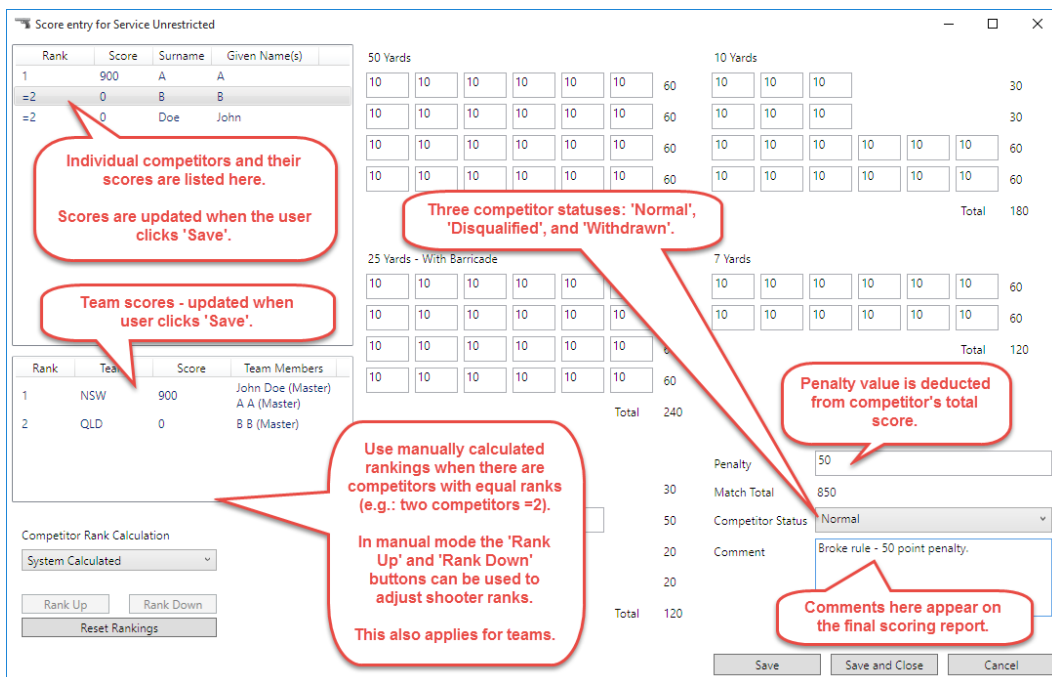 Score entry for Service Unrestricted
Rank Score Surname Given Name(s)
1 900 A A
=2 0 B B
=2 0 Doe John
Individual competitors and their
scores are listed here.
Scores are updated when the user
clicks 'Save'.
Team scores - updated when
user clicks 'Save'.
Rank Tea Score Team Members
1 NSW 900 John Doe (Master)
A A (Master)
2 QLD 0 B B (Master)
Competitor Rank Calculation
System Calculated
Rank Up Rank Down
Reset Rankings
50 Yards
10 10 10 10 10 10 60
10 10 10 10 10 10 60
10 10 10 10 10 10 60
10 10 10 10 10 10 60
Three competitor statuses: 'Normal',
'Disqualified', and 'Withdrawn'.
25 Yards - With Barricade
10 10 10 10 10 10
10 10 10 10 10 10
10 10 10 10 10 10
10 10 10 10 10 10 60
Total 240
Use manually calculated
rankings when there are
competitors with equal ranks
(e.g.: two competitors =2).
In manual mode the 'Rank
Up' and 'Rank Down'
buttons can be used to
adjust shooter ranks.
This also applies for teams.
30
50
20
20
Total 120
10 Yards
10 10 10 30
10 10 10 30
10 10 10 10 10 10 60
10 10 10 10 10 10 60
Total 180
7 Yards
10 10 10 10 10 10 60
10 10 10 10 10 10 60
Total 120
Penalty value is deducted
from competitor's total
score.
Penalty 50
Match Total 850
Competitor Status Normal
Comment Broke rule - 50 point penalty.
Comments here appear on
the final scoring report.
Save Save and Close Cancel